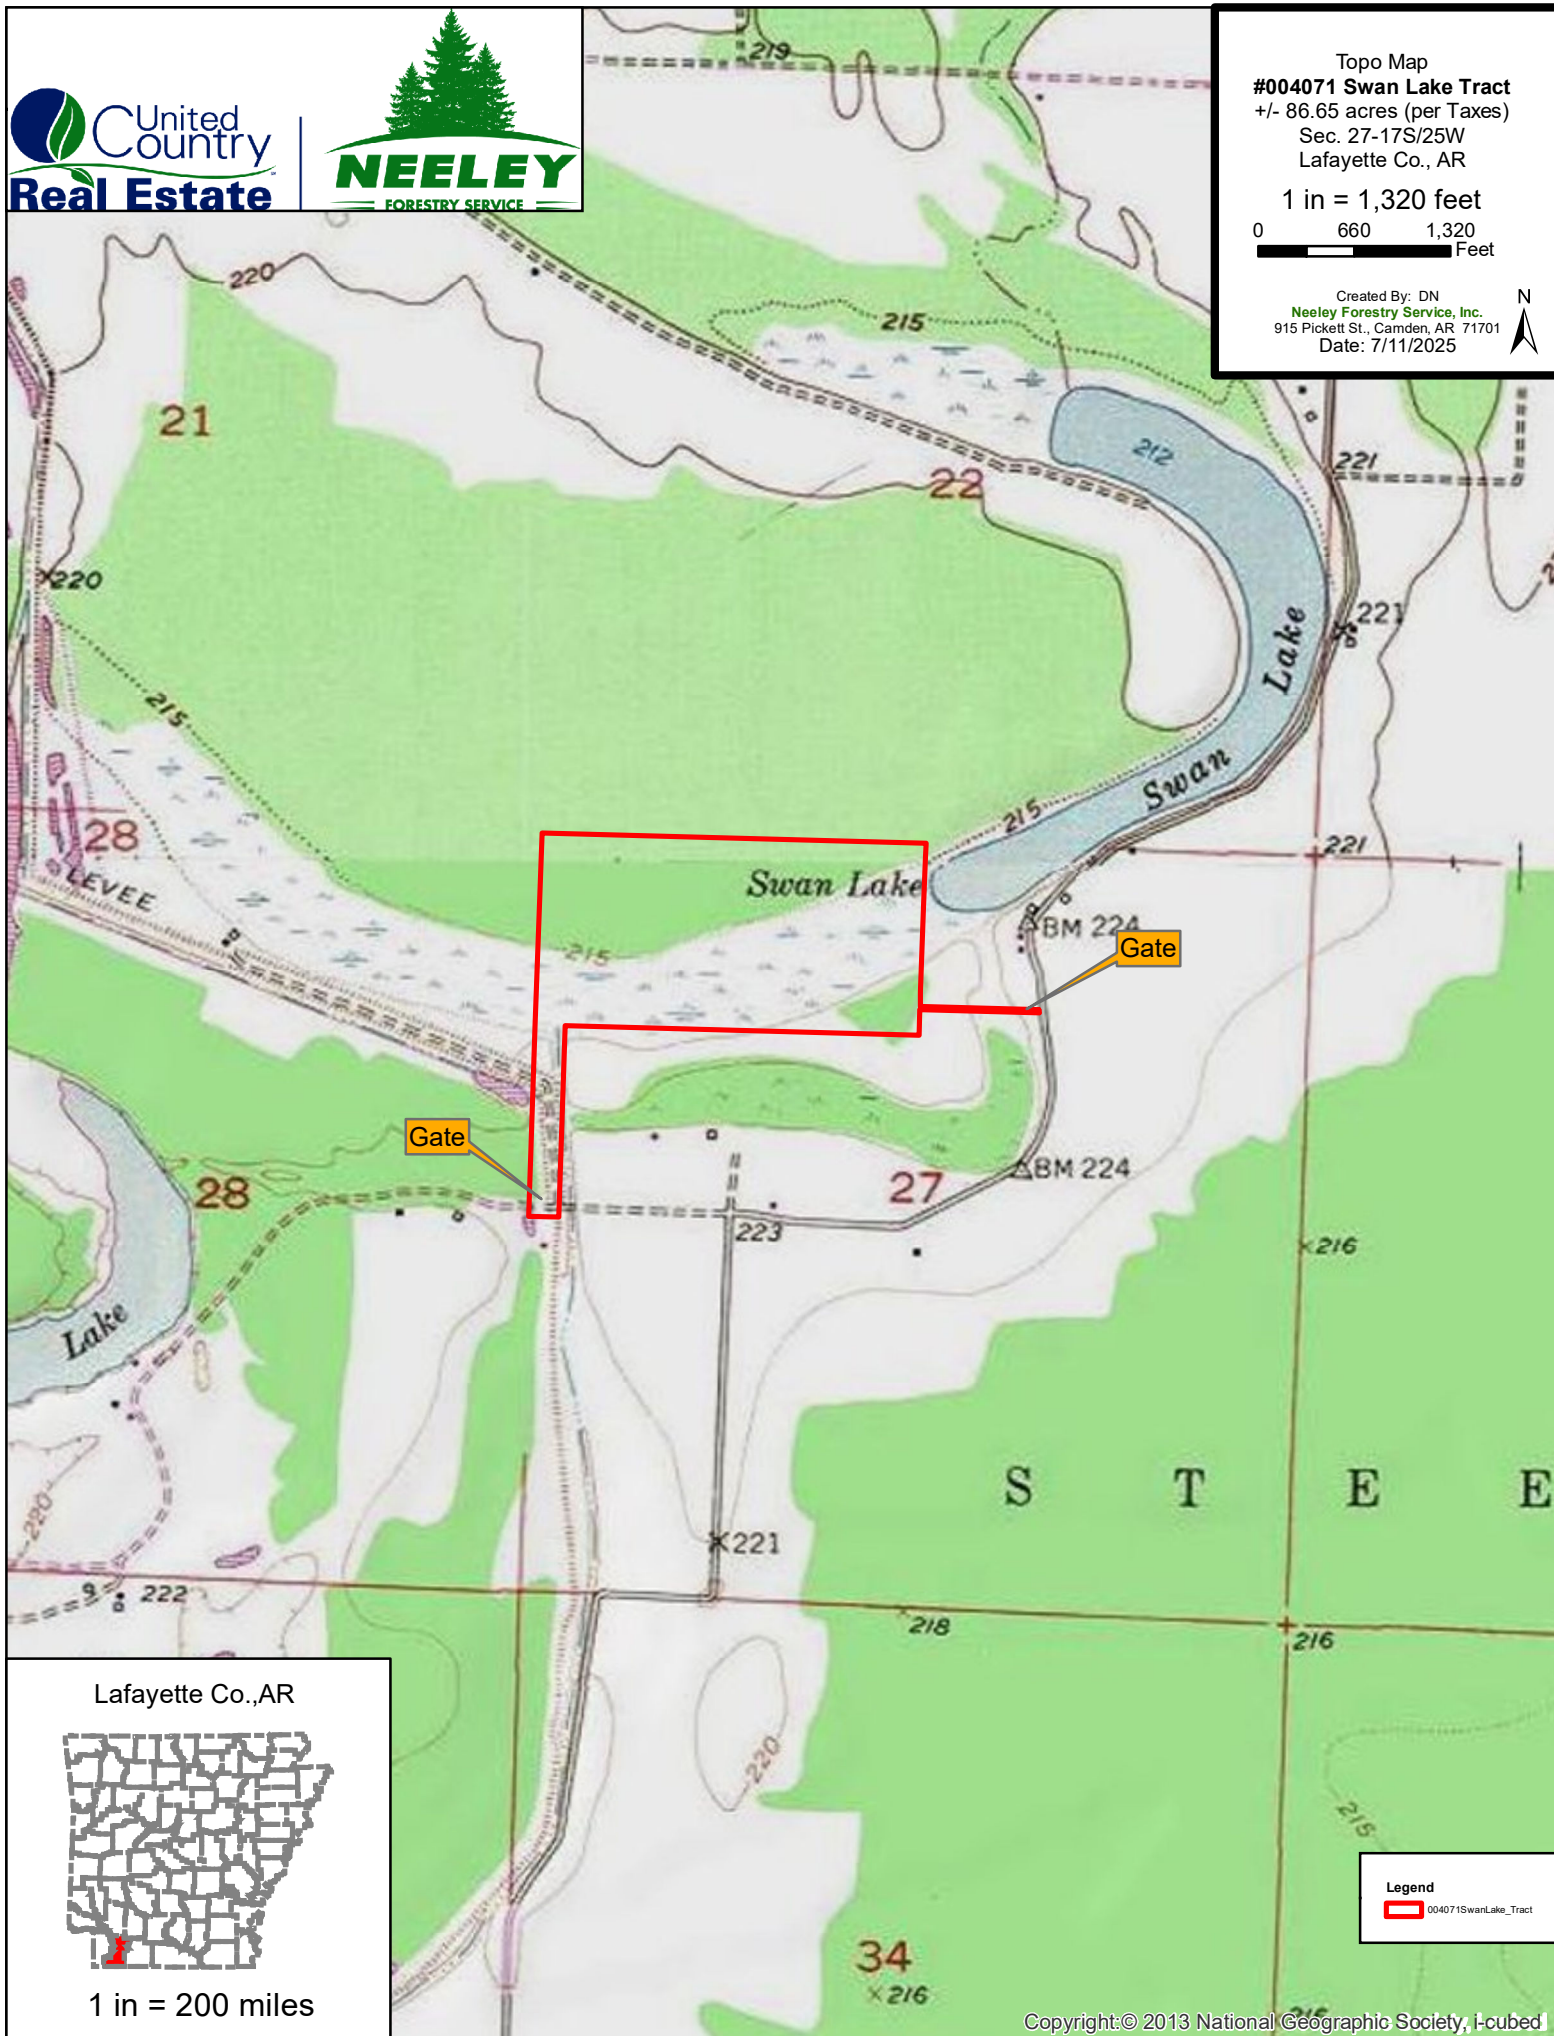 United
Country
Real Estate
NEELEY
FORESTRY SERVICE
Topo Map
#004071 Swan Lake Tract
+/- 86.65 acres (per Taxes)
Sec. 27-17S/25W
Lafayette Co., AR
1 in = 1,320 feet
0 660 1,320
Feet
Created By: DN
Neeley Forestry Service, Inc.
915 Pickett St., Camden, AR 71701
Date: 7/11/2025
N
219
220
215
21
212
22
221
220
221
Lake
215
Swan
215
28
221
LEVEE
Swan Lake
BM 224
Gate
215
Gate
BM 224
28
27
223
216
Lake
S T E E
220
221
9
222
218
216
220
215
34
216
216
Lafayette Co.,AR
1 in = 200 miles
Legend
004071SwanLake_Tract
Copyright:© 2013 National Geographic Society, i-cubed